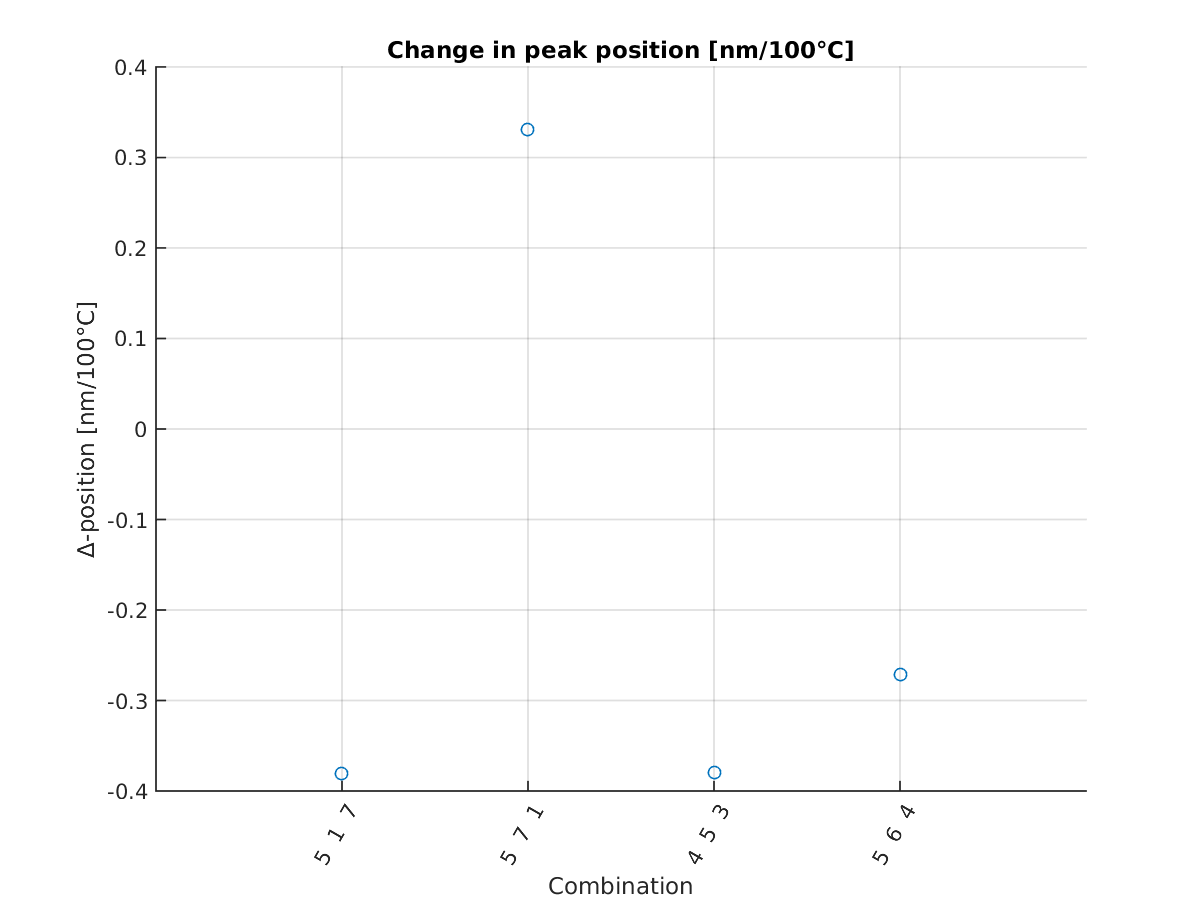 Change in peak position [nm/100°C]
0.4
0.3
0.2
0.1
0
-0.1
-0.2
-0.3
-0.4
Δ-position [nm/100°C]
5 1 7
5 7 1
4 5 3
5 6 4
Combination